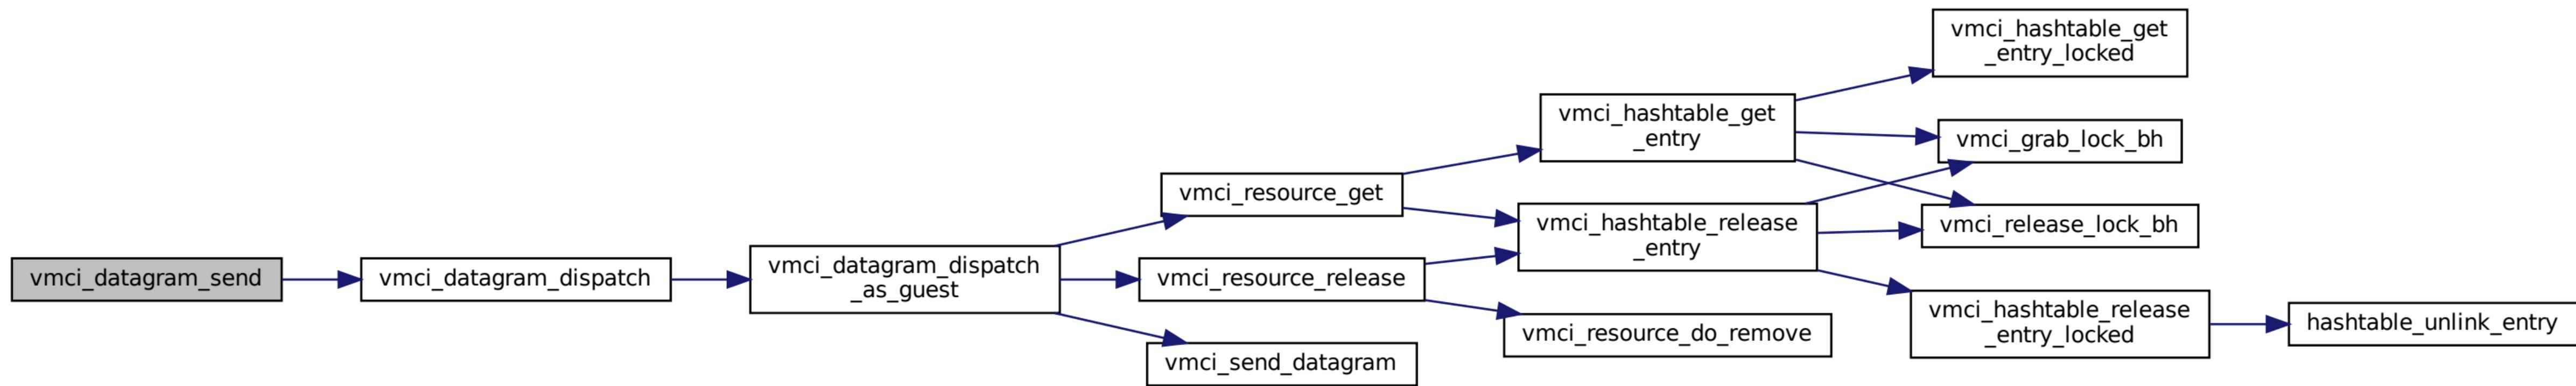 vmci_datagram_send
vmci_datagram_dispatch
vmci_datagram_dispatch
_as_guest
vmci_resource_get
vmci_resource_release
vmci_send_datagram
vmci_hashtable_get
_entry
vmci_hashtable_release
_entry
vmci_resource_do_remove
vmci_hashtable_get
_entry_locked
vmci_grab_lock_bh
vmci_release_lock_bh
vmci_hashtable_release
_entry_locked
hashtable_unlink_entry